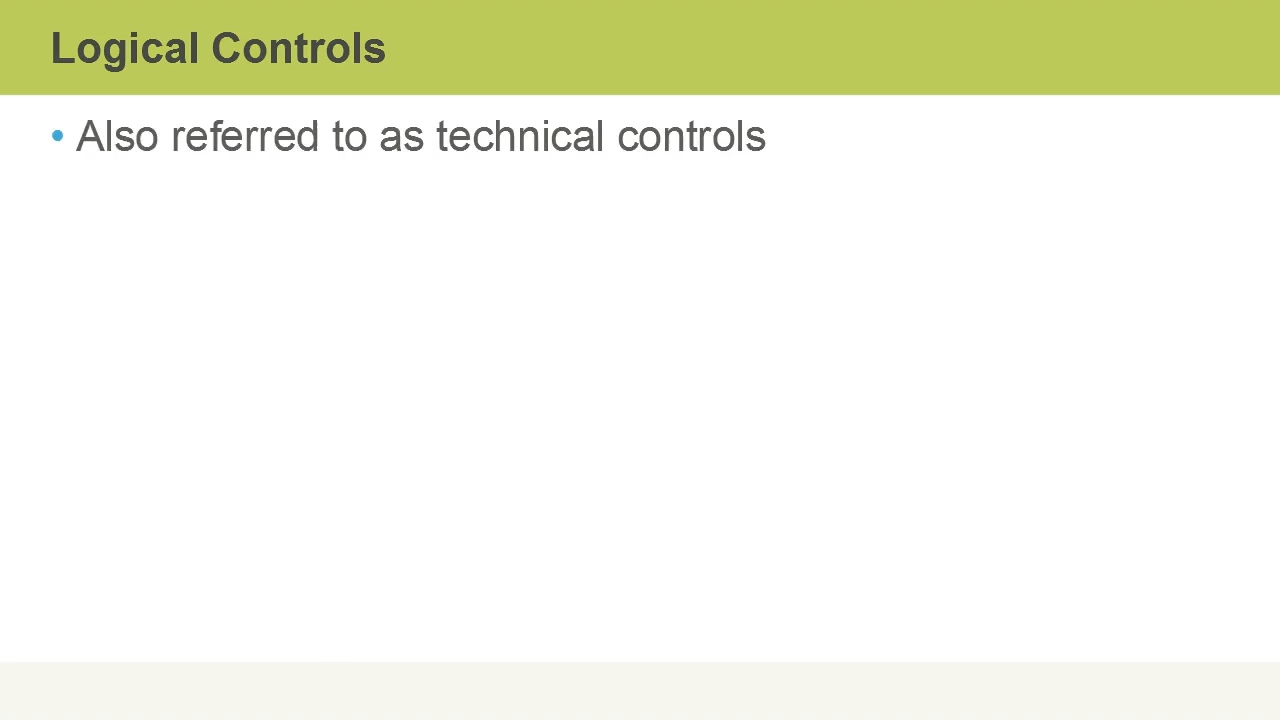 Logical Controls
• Also referred to as technical controls